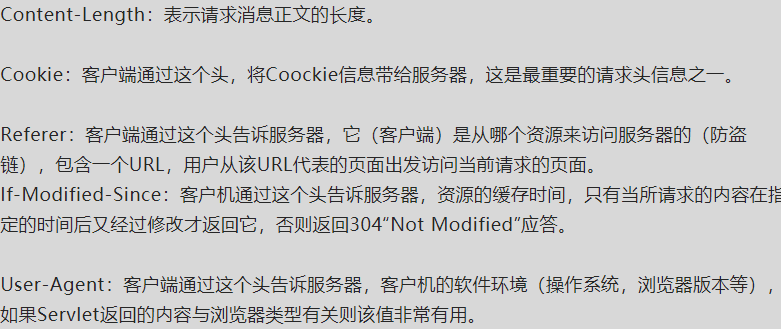 Content-Length：表示请求消息正文的长度。
Cookie：客户端通过这个头，将Coockie信息带给服务器，这是最重要的请求头信息之一。
Referer：客户端通过这个头告诉服务器，它（客户端）是从哪个资源来访问服务器的（防盗
链），包含一个URL，用户从该URL代表的页面出发访问当前请求的页面。
If-Modified-Since：客户机通过这个头告诉服务器，资源的缓存时间，只有当所请求的内容在指
定的时间后又经过修改才返回它，否则返回304“Not Modified”应答。
User-Agent：客户端通过这个头告诉服务器，客户机的软件环境（操作系统，浏览器版本等），
如果Servlet返回的内容与浏览器类型有关则该值非常有用。